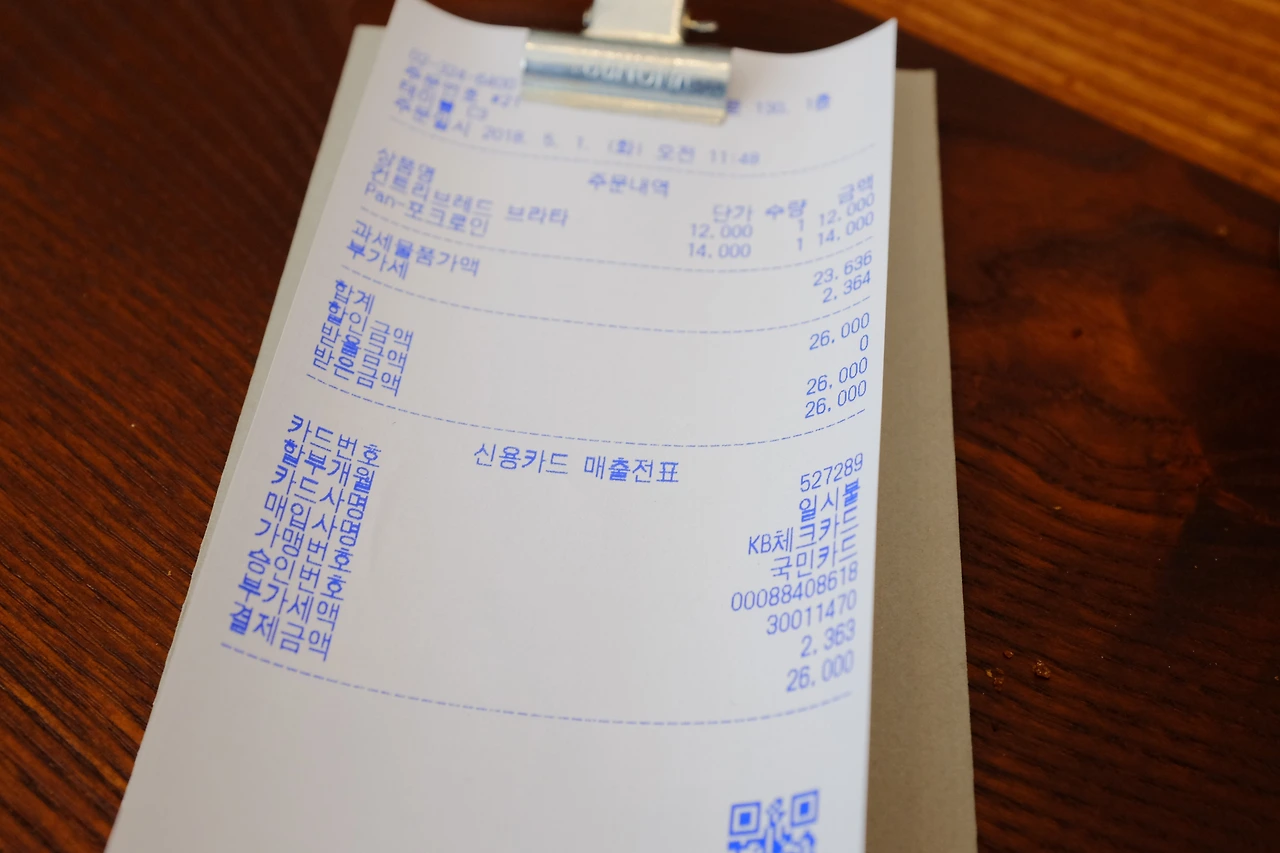 주문번호 #21
주문일시 2018. 5. 1. (화) 오전 11:48
주문내역
상품명 단가 수량 금액
컨트리브레드 브라타 12,000 1 12,000
Pan-포크로인 14,000 1 14,000
과세물품가액 23,636
부가세 2,364
합계 26,000
할인금액 0
받을금액 26,000
받은금액 26,000
신용카드 매출전표
카드번호 527289
할부개월 일시불
카드사명 KB체크카드
매입사명 국민카드
가맹번호 00088408618
승인번호 30011470
부가세액 2,363
결제금액 26,000